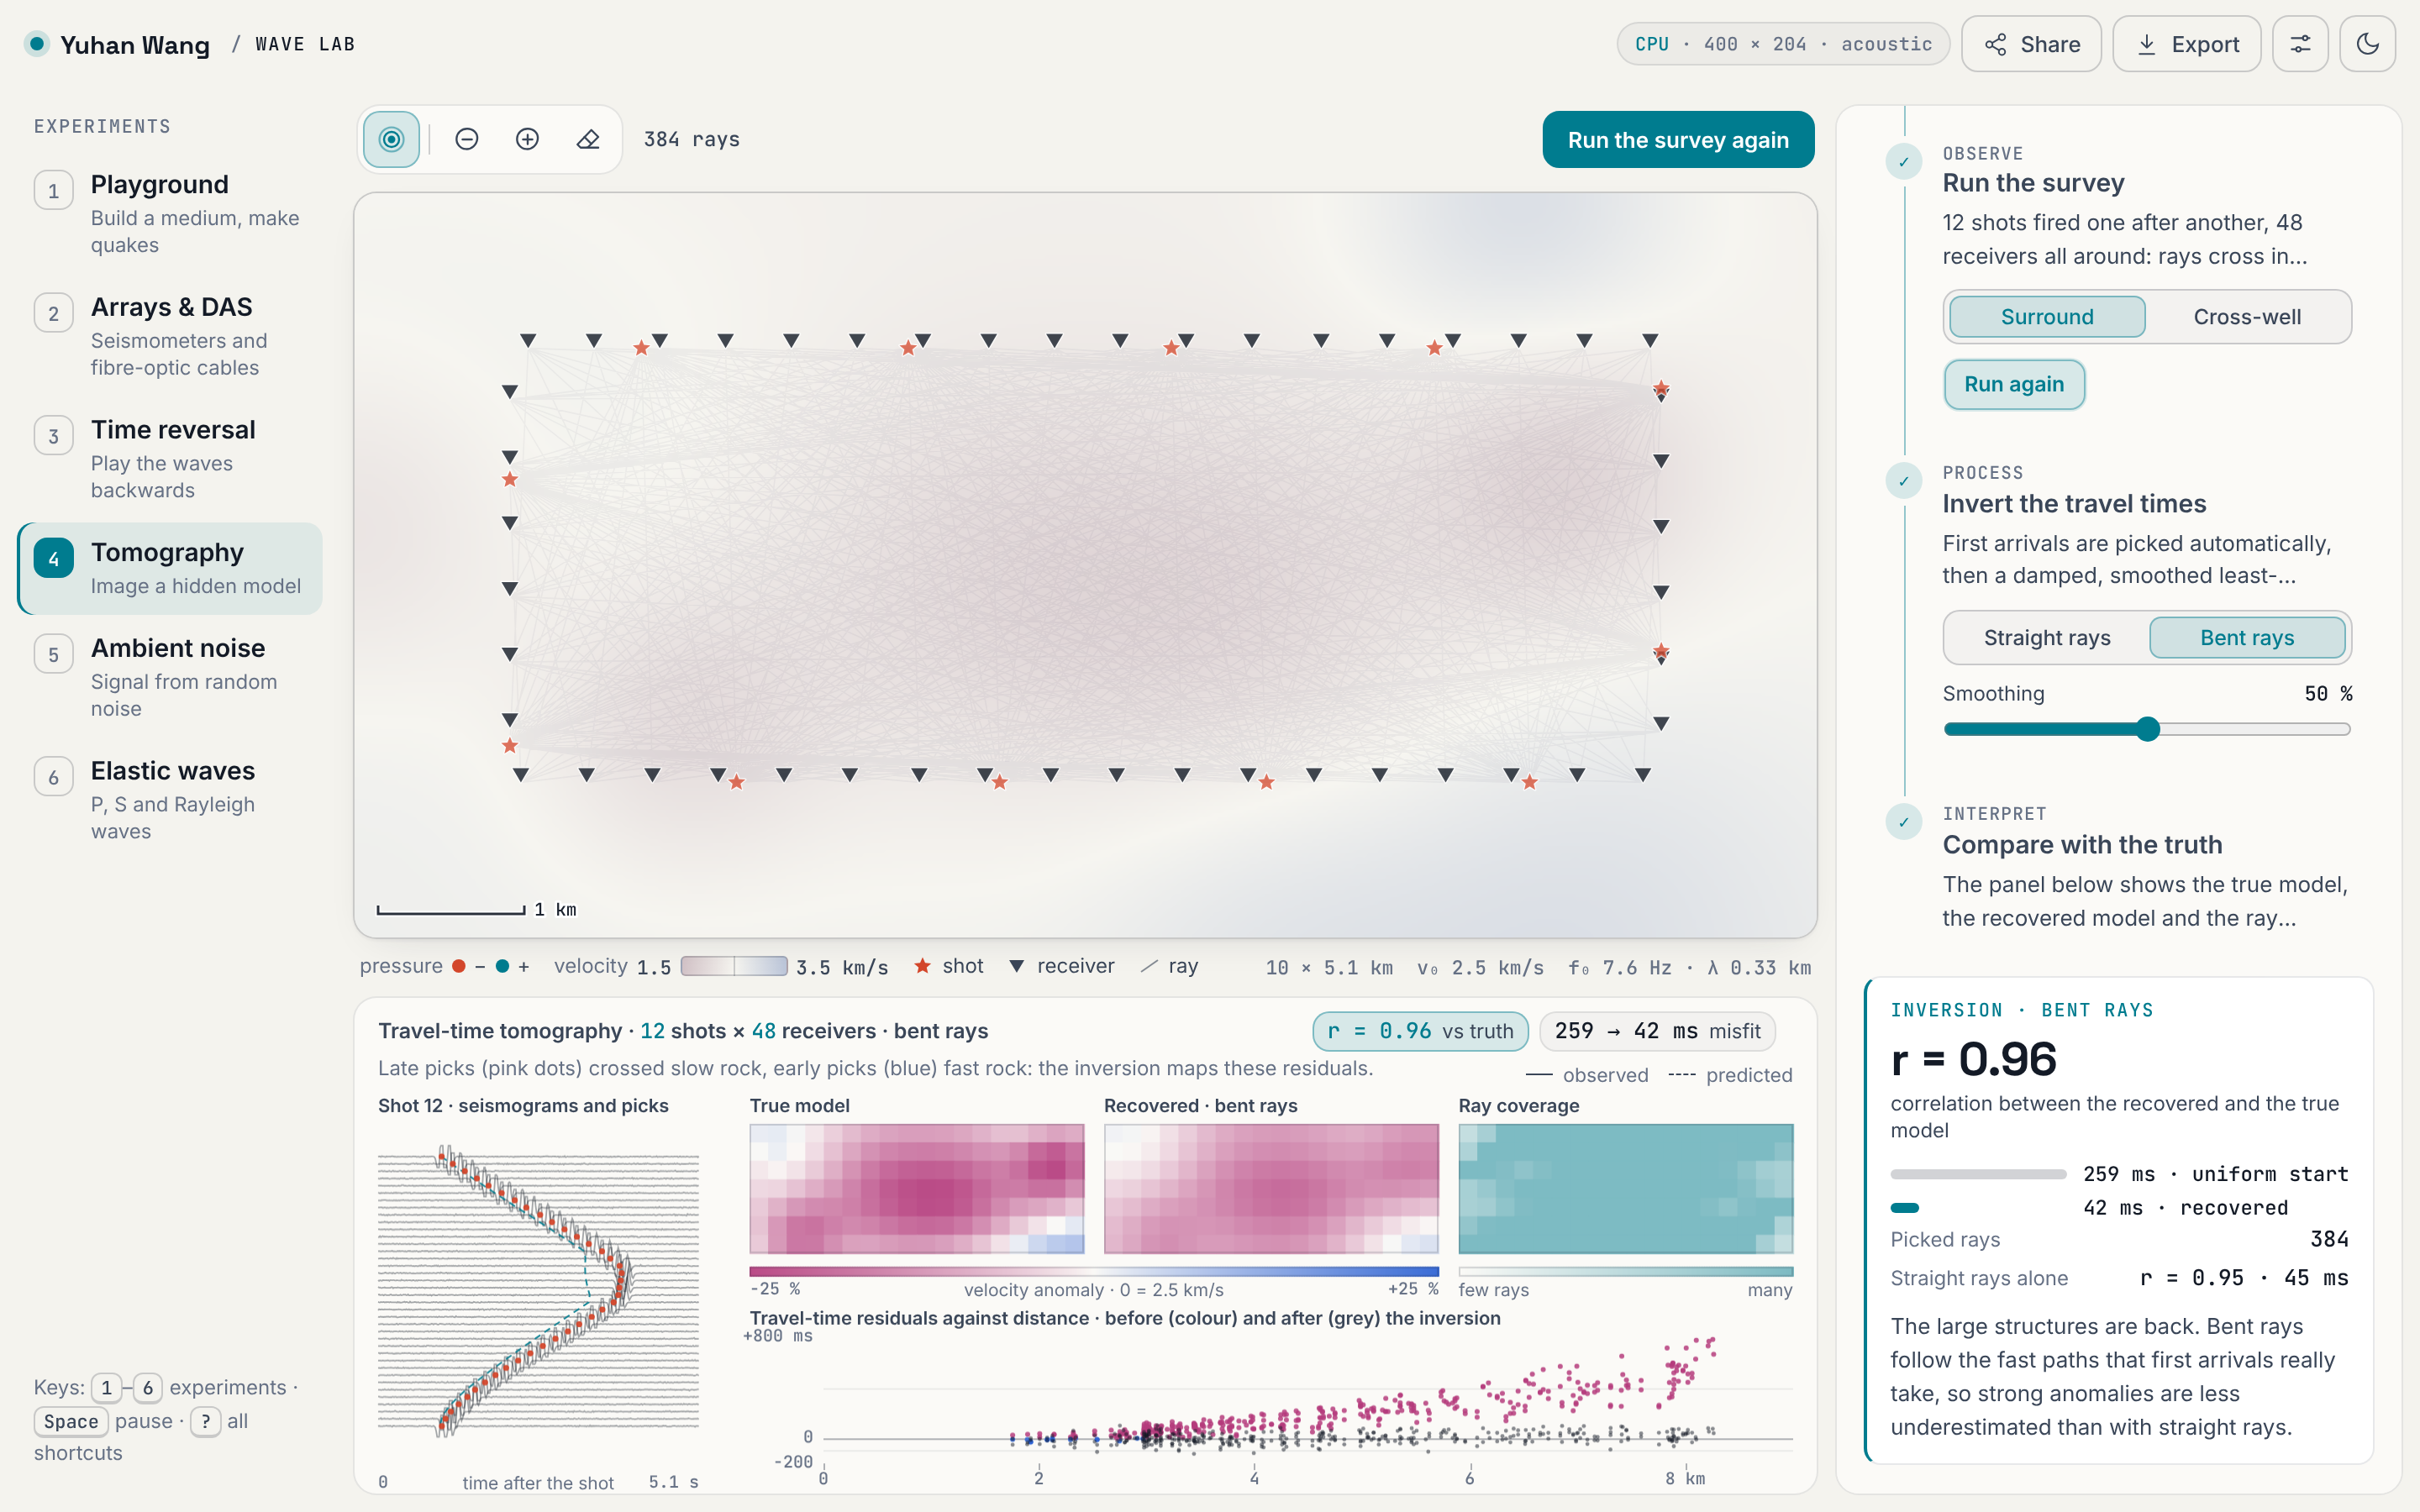 Yuhan Wang / WAVE LAB
CPU · 400 × 204 · acoustic
Share
Export
EXPERIMENTS
1 Playground
Build a medium, make
quakes
2 Arrays & DAS
Seismometers and
fibre-optic cables
3 Time reversal
Play the waves
backwards
4 Tomography
Image a hidden model
5 Ambient noise
Signal from random
noise
6 Elastic waves
P, S and Rayleigh
waves
Keys: 1–6 experiments ·
Space pause · ? all
shortcuts
384 rays
Run the survey again
1 km
pressure – + velocity 1.5 3.5 km/s shot receiver ray
10 × 5.1 km v₀ 2.5 km/s f₀ 7.6 Hz · λ 0.33 km
Travel-time tomography · 12 shots × 48 receivers · bent rays
r = 0.96 vs truth
259 → 42 ms misfit
Late picks (pink dots) crossed slow rock, early picks (blue) fast rock: the inversion maps these residuals.
observed predicted
Shot 12 · seismograms and picks
0 time after the shot 5.1 s
True model
Recovered · bent rays
Ray coverage
-25 % velocity anomaly · 0 = 2.5 km/s +25 %
few rays many
Travel-time residuals against distance · before (colour) and after (grey) the inversion
+800 ms
0
-200
0 2 4 6 8 km
OBSERVE
Run the survey
12 shots fired one after another, 48
receivers all around: rays cross in...
Surround Cross-well
Run again
PROCESS
Invert the travel times
First arrivals are picked automatically,
then a damped, smoothed least-...
Straight rays Bent rays
Smoothing 50 %
INTERPRET
Compare with the truth
The panel below shows the true model,
the recovered model and the ray...
INVERSION · BENT RAYS
r = 0.96
correlation between the recovered and the true
model
259 ms · uniform start
42 ms · recovered
Picked rays 384
Straight rays alone r = 0.95 · 45 ms
The large structures are back. Bent rays
follow the fast paths that first arrivals really
take, so strong anomalies are less
underestimated than with straight rays.